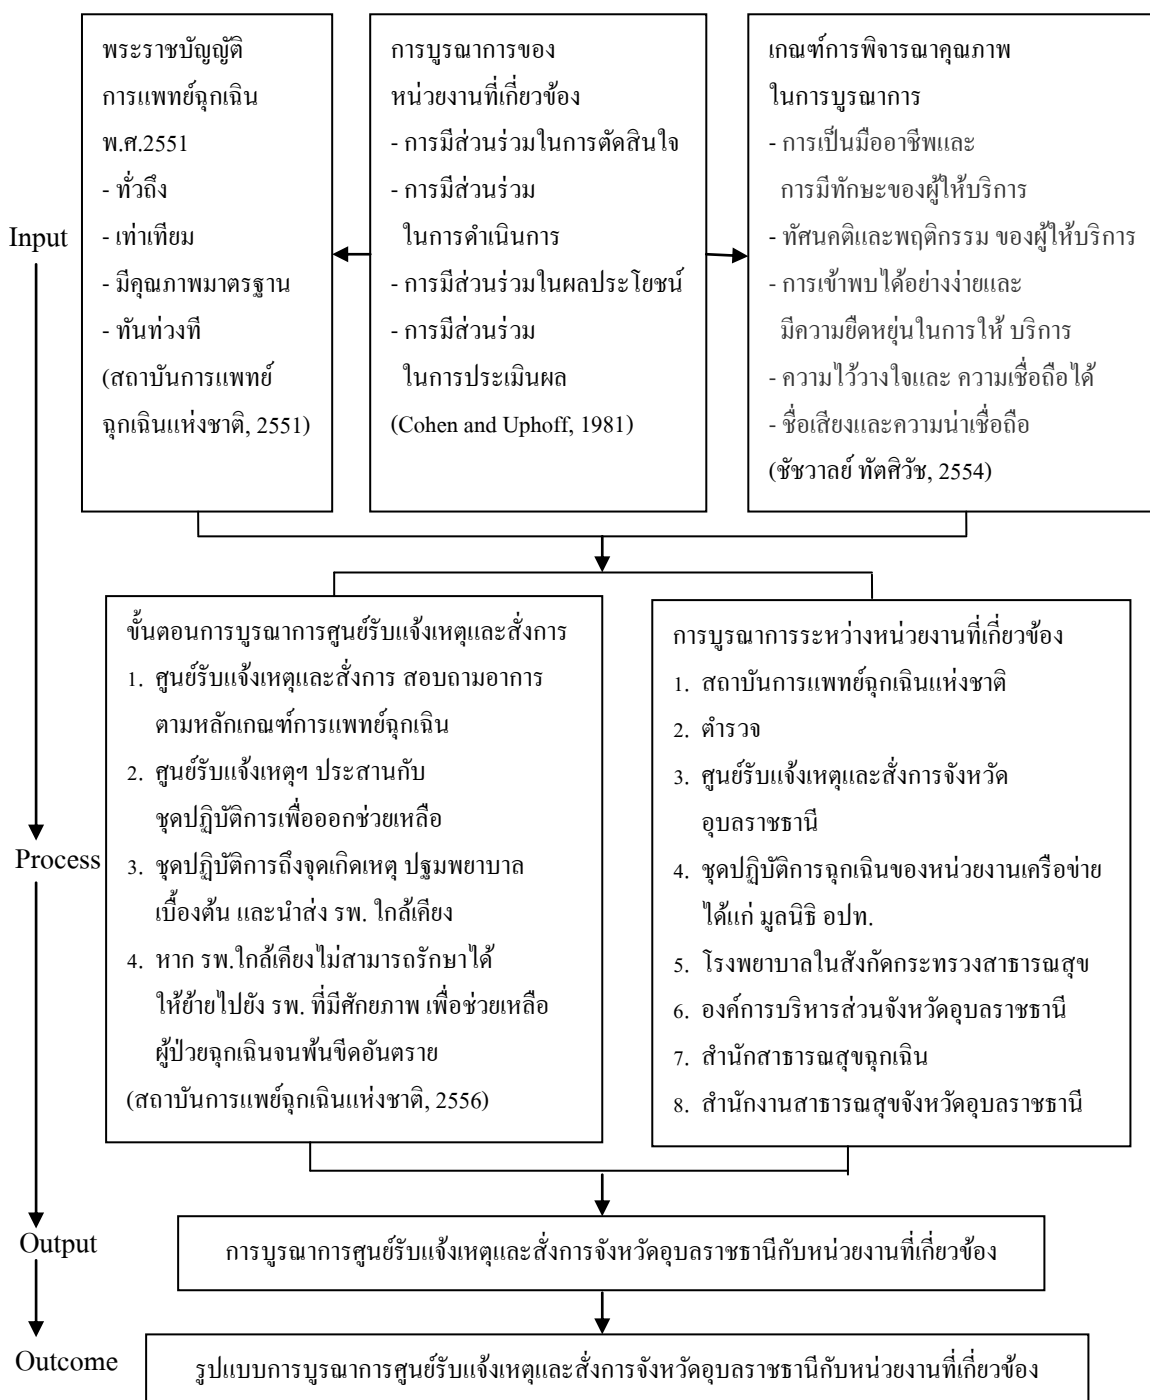 Input
พระราชบัญญัติ
การแพทย์ฉุกเฉิน
พ.ศ.2551
- ทั่วถึง
- เท่าเทียม
- มีคุณภาพมาตรฐาน
- ทันท่วงที
(สถาบันการแพทย์
ฉุกเฉินแห่งชาติ, 2551)
การบูรณาการของ
หน่วยงานที่เกี่ยวข้อง
- การมีส่วนร่วมในการตัดสินใจ
- การมีส่วนร่วม
ในการดำเนินการ
- การมีส่วนร่วมในผลประโยชน์
- การมีส่วนร่วม
ในการประเมินผล
(Cohen and Uphoff, 1981)
เกณฑ์การพิจารณาคุณภาพ
ในการบูรณาการ
- การเป็นมืออาชีพและ
การมีทักษะของผู้ให้บริการ
- ทัศนคติและพฤติกรรม ของผู้ให้บริการ
- การเข้าพบได้อย่างง่ายและ
มีความยืดหยุ่นในการให้ บริการ
- ความไว้วางใจและ ความเชื่อถือได้
- ชื่อเสียงและความน่าเชื่อถือ
(ชัชวาลย์ ทัตศิวัช, 2554)
Process
ขั้นตอนการบูรณาการศูนย์รับแจ้งเหตุและสั่งการ
1. ศูนย์รับแจ้งเหตุและสั่งการ สอบถามอาการ
ตามหลักเกณฑ์การแพทย์ฉุกเฉิน
2. ศูนย์รับแจ้งเหตุฯ ประสานกับ
ชุดปฏิบัติการเพื่อออกช่วยเหลือ
3. ชุดปฏิบัติการถึงจุดเกิดเหตุ ปฐมพยาบาล
เบื้องต้น และนำส่ง รพ. ใกล้เคียง
4. หาก รพ.ใกล้เคียงไม่สามารถรักษาได้
ให้ย้ายไปยัง รพ. ที่มีศักยภาพ เพื่อช่วยเหลือ
ผู้ป่วยฉุกเฉินจนพ้นขีดอันตราย
(สถาบันการแพย์ฉุกเฉินแห่งชาติ, 2556)
การบูรณาการระหว่างหน่วยงานที่เกี่ยวข้อง
1. สถาบันการแพทย์ฉุกเฉินแห่งชาติ
2. ตำรวจ
3. ศูนย์รับแจ้งเหตุและสั่งการจังหวัด
อุบลราชธานี
4. ชุดปฏิบัติการฉุกเฉินของหน่วยงานเครือข่าย
ได้แก่ มูลนิธิ อปท.
5. โรงพยาบาลในสังกัดกระทรวงสาธารณสุข
6. องค์การบริหารส่วนจังหวัดอุบลราชธานี
7. สำนักสาธารณสุขฉุกเฉิน
8. สำนักงานสาธารณสุขจังหวัดอุบลราชธานี
Output
การบูรณาการศูนย์รับแจ้งเหตุและสั่งการจังหวัดอุบลราชธานีกับหน่วยงานที่เกี่ยวข้อง
Outcome
รูปแบบการบูรณาการศูนย์รับแจ้งเหตุและสั่งการจังหวัดอุบลราชธานีกับหน่วยงานที่เกี่ยวข้อง